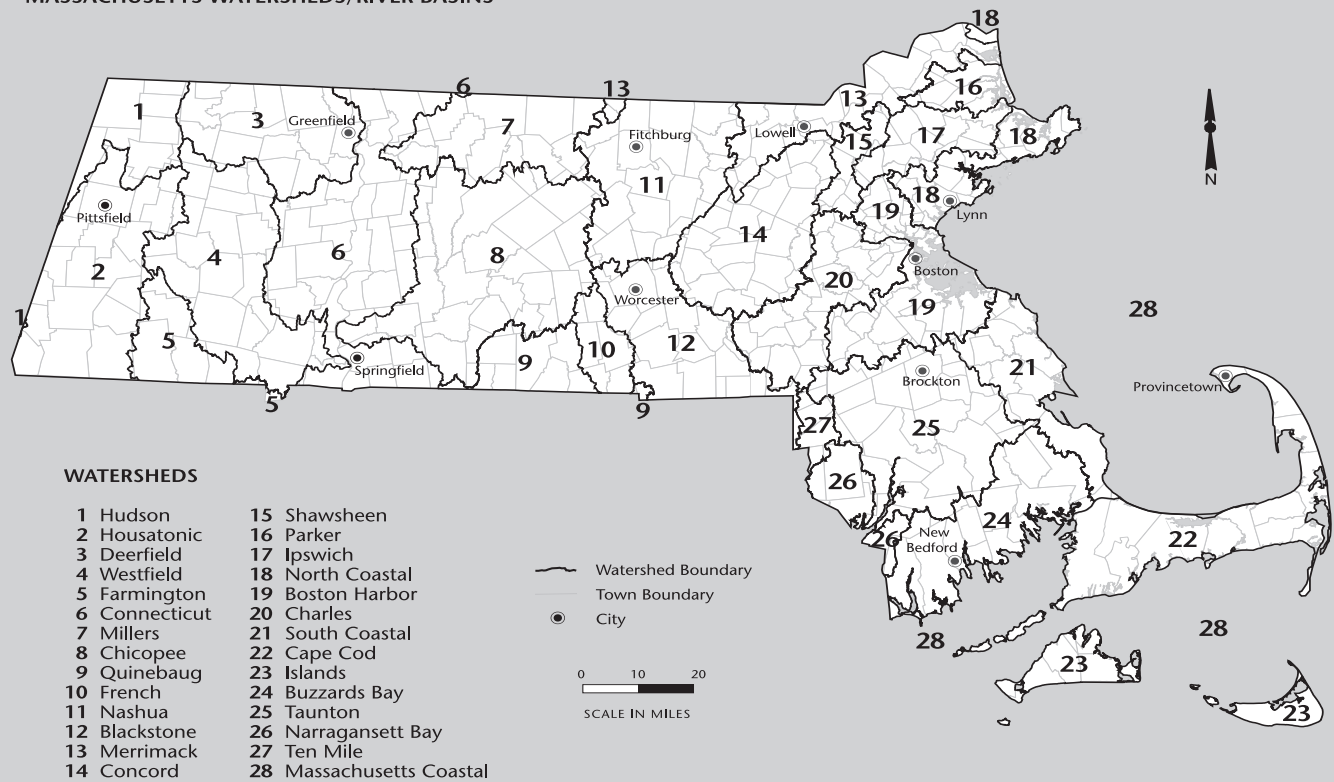 MASSACHUSETTS WATERSHEDS/RIVER BASINS
18
6
13
16
1
3
Greenfield
7
Fitchburg
Lowell
13
15
17
18
N
11
18
Lynn
Pittsfield
19
14
2
4
6
8
20
Boston
Worcester
19
28
1
5
Springfield
9
10
12
Brockton
21
Provincetown
5
9
27
25
26
24
26
New
Bedford
22
28
28
23
23
WATERSHEDS
1 Hudson
2 Housatonic
3 Deerfield
4 Westfield
5 Farmington
6 Connecticut
7 Millers
8 Chicopee
9 Quinebaug
10 French
11 Nashua
12 Blackstone
13 Merrimack
14 Concord
15 Shawsheen
16 Parker
17 Ipswich
18 North Coastal
19 Boston Harbor
20 Charles
21 South Coastal
22 Cape Cod
23 Islands
24 Buzzards Bay
25 Taunton
26 Narragansett Bay
27 Ten Mile
28 Massachusetts Coastal
Watershed Boundary
Town Boundary
City
0 10 20
SCALE IN MILES